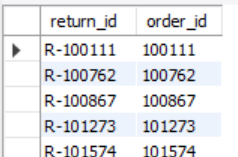 return_id order_id
R-100111 100111
R-100762 100762
R-100867 100867
R-101273 101273
R-101574 101574